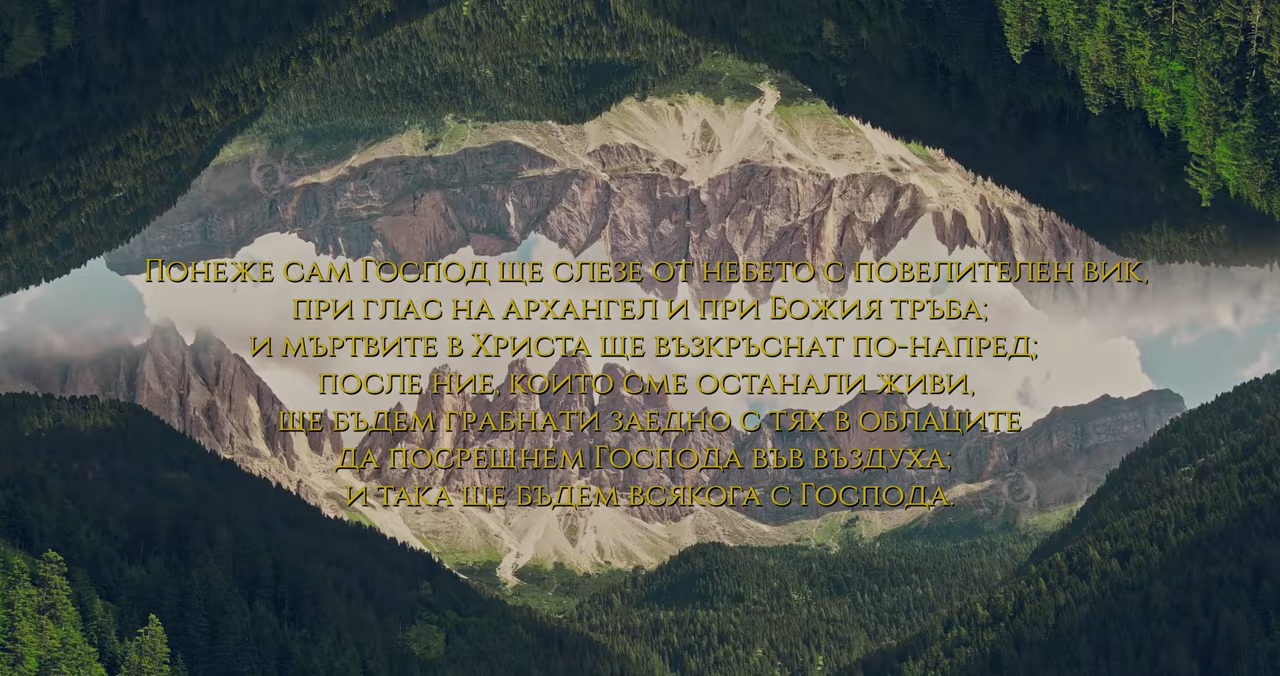 Понеже сам Господ ще слезе от небето с повелителен вик,
при глас на архангел и при Божия тръба;
и мъртвите в Христа ще възкръснат по-напред;
после ние, които сме останали живи,
ще бъдем грабнати заедно с тях в облаците
да посрещнем Господа във въздуха;
и така ще бъдем всякога с Господа.